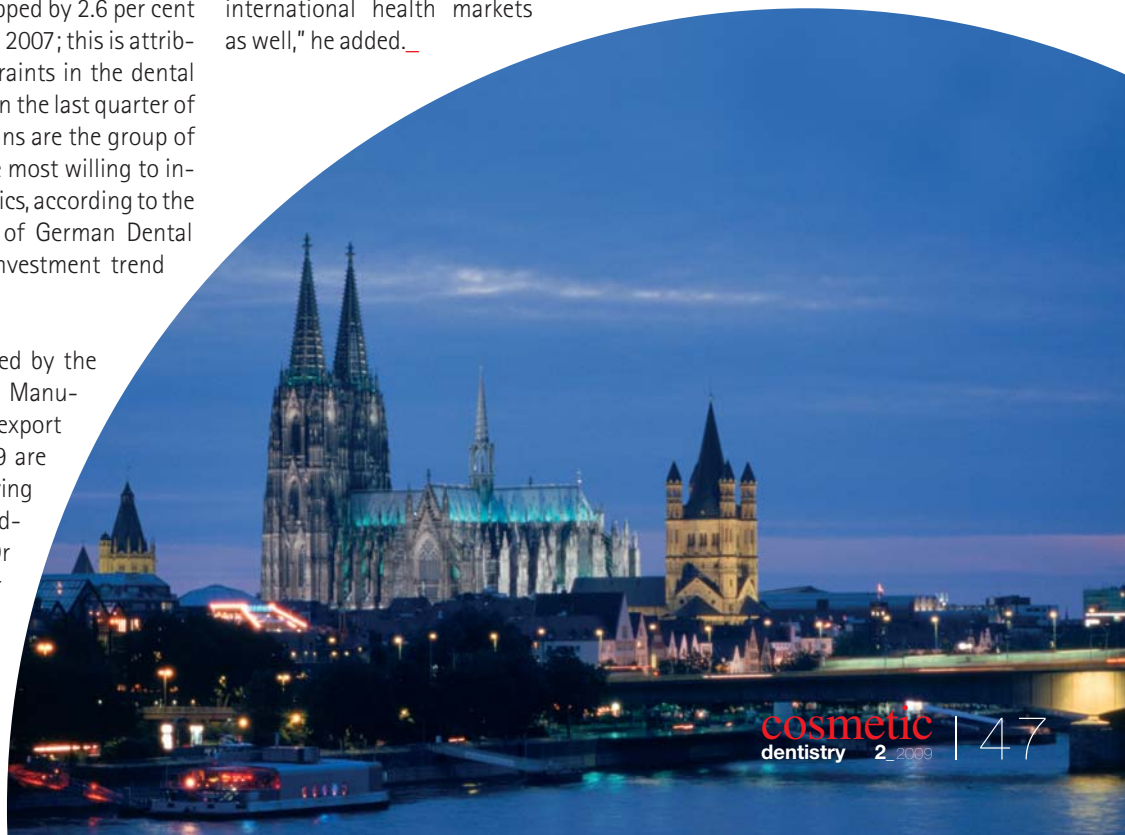 pped by 2.6 per cent
2007; this is attrib-
raints in the dental
n the last quarter of
ns are the group of
most willing to in-
ics, according to the
of German Dental
nvestment trend
ed by the
Manu-
export
9 are
international health markets
as well,” he added._
cosmetic
dentistry 2_2009 | 47